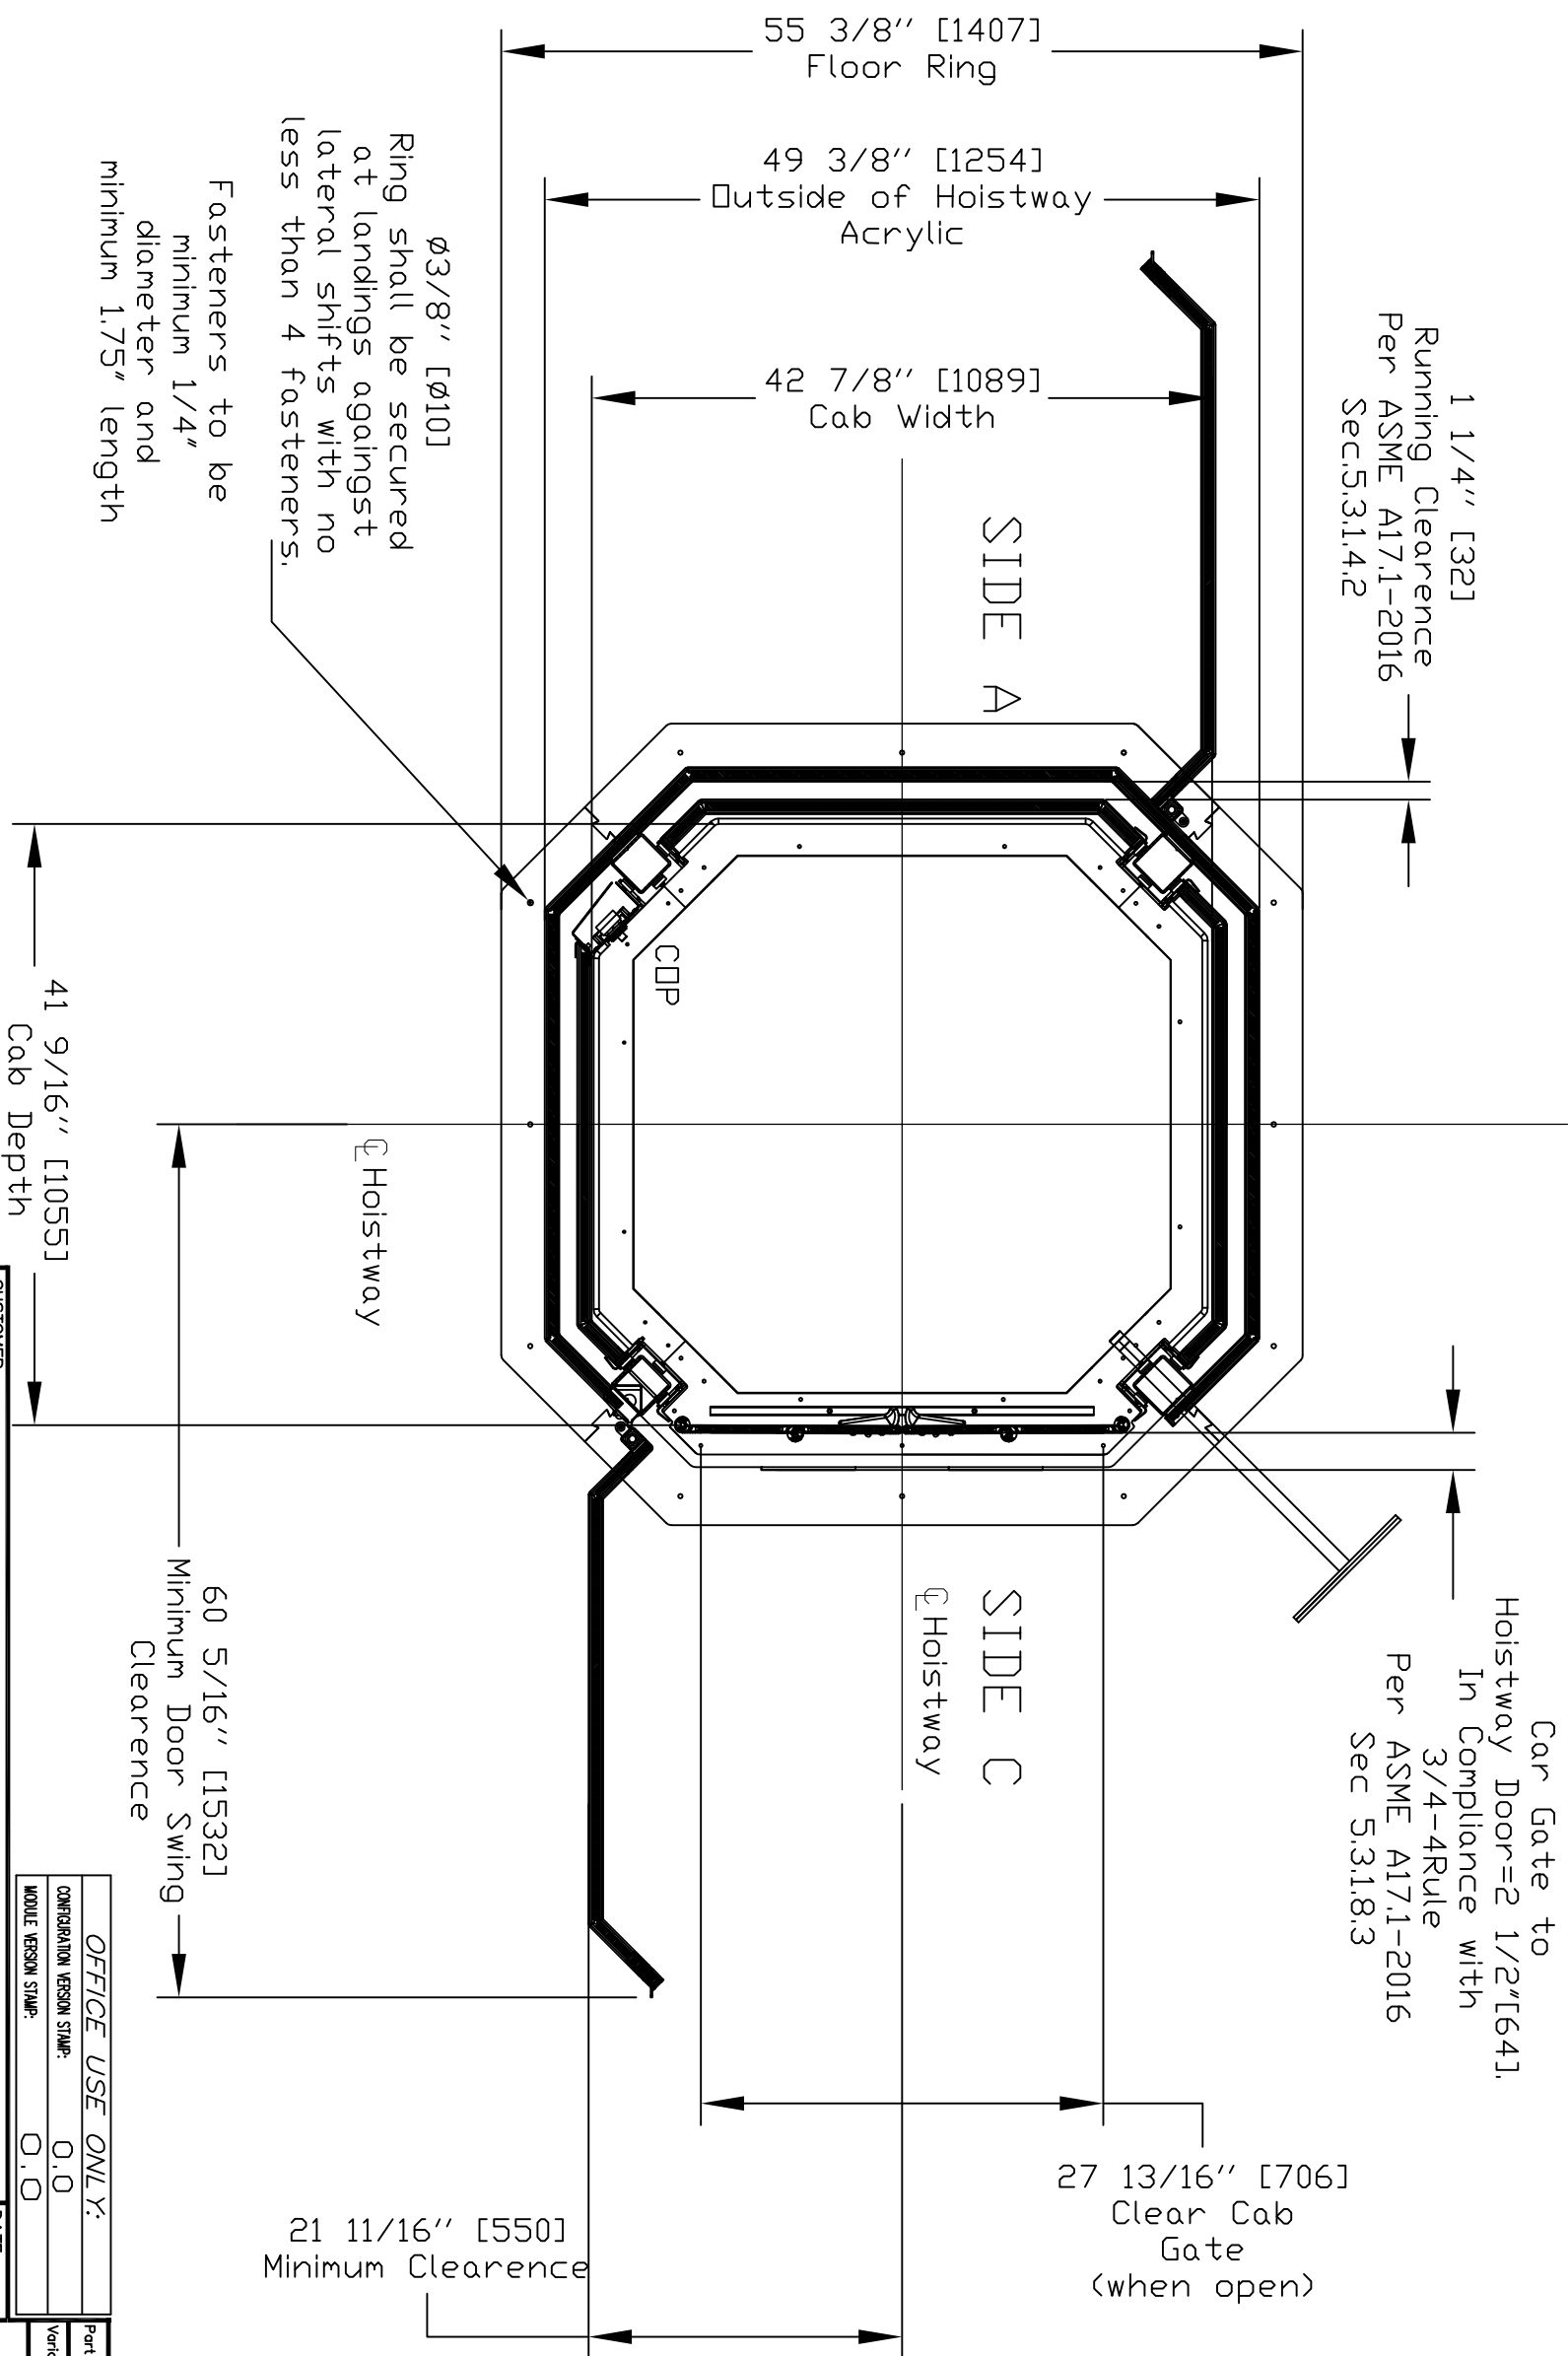 55 3/8″ [1407]
Floor Ring
49 3/8″ [1254]
Outside of Hoistway
Acrylic
42 7/8″ [1089]
Cab Width
1 1/4″ [32]
Running Clearence
Per ASME A17.1-2016
Sec.5.3.1.4.2
SIDE A
Ø3/8″ [Ø10]
Ring shall be secured
at landings againgst
lateral shifts with no
less than 4 fasteners.
Fasteners to be
minimum 1/4″
diameter and
minimum 1.75″ length
COP
41 9/16″ [1055]
Cab Depth
℄ Hoistway
60 5/16″ [1532]
Minimum Door Swing
Clearence
SIDE C
℄ Hoistway
Car Gate to
Hoistway Door=2 1/2″[64].
In Compliance with
3/4-4Rule
Per ASME A17.1-2016
Sec 5.3.1.8.3
27 13/16″ [706]
Clear Cab
Gate
(when open)
21 11/16″ [550]
Minimum Clearence
OFFICE USE ONLY:
CONFIGURATION VERSION STAMP: 0.0
MODULE VERSION STAMP: 0.0
Part